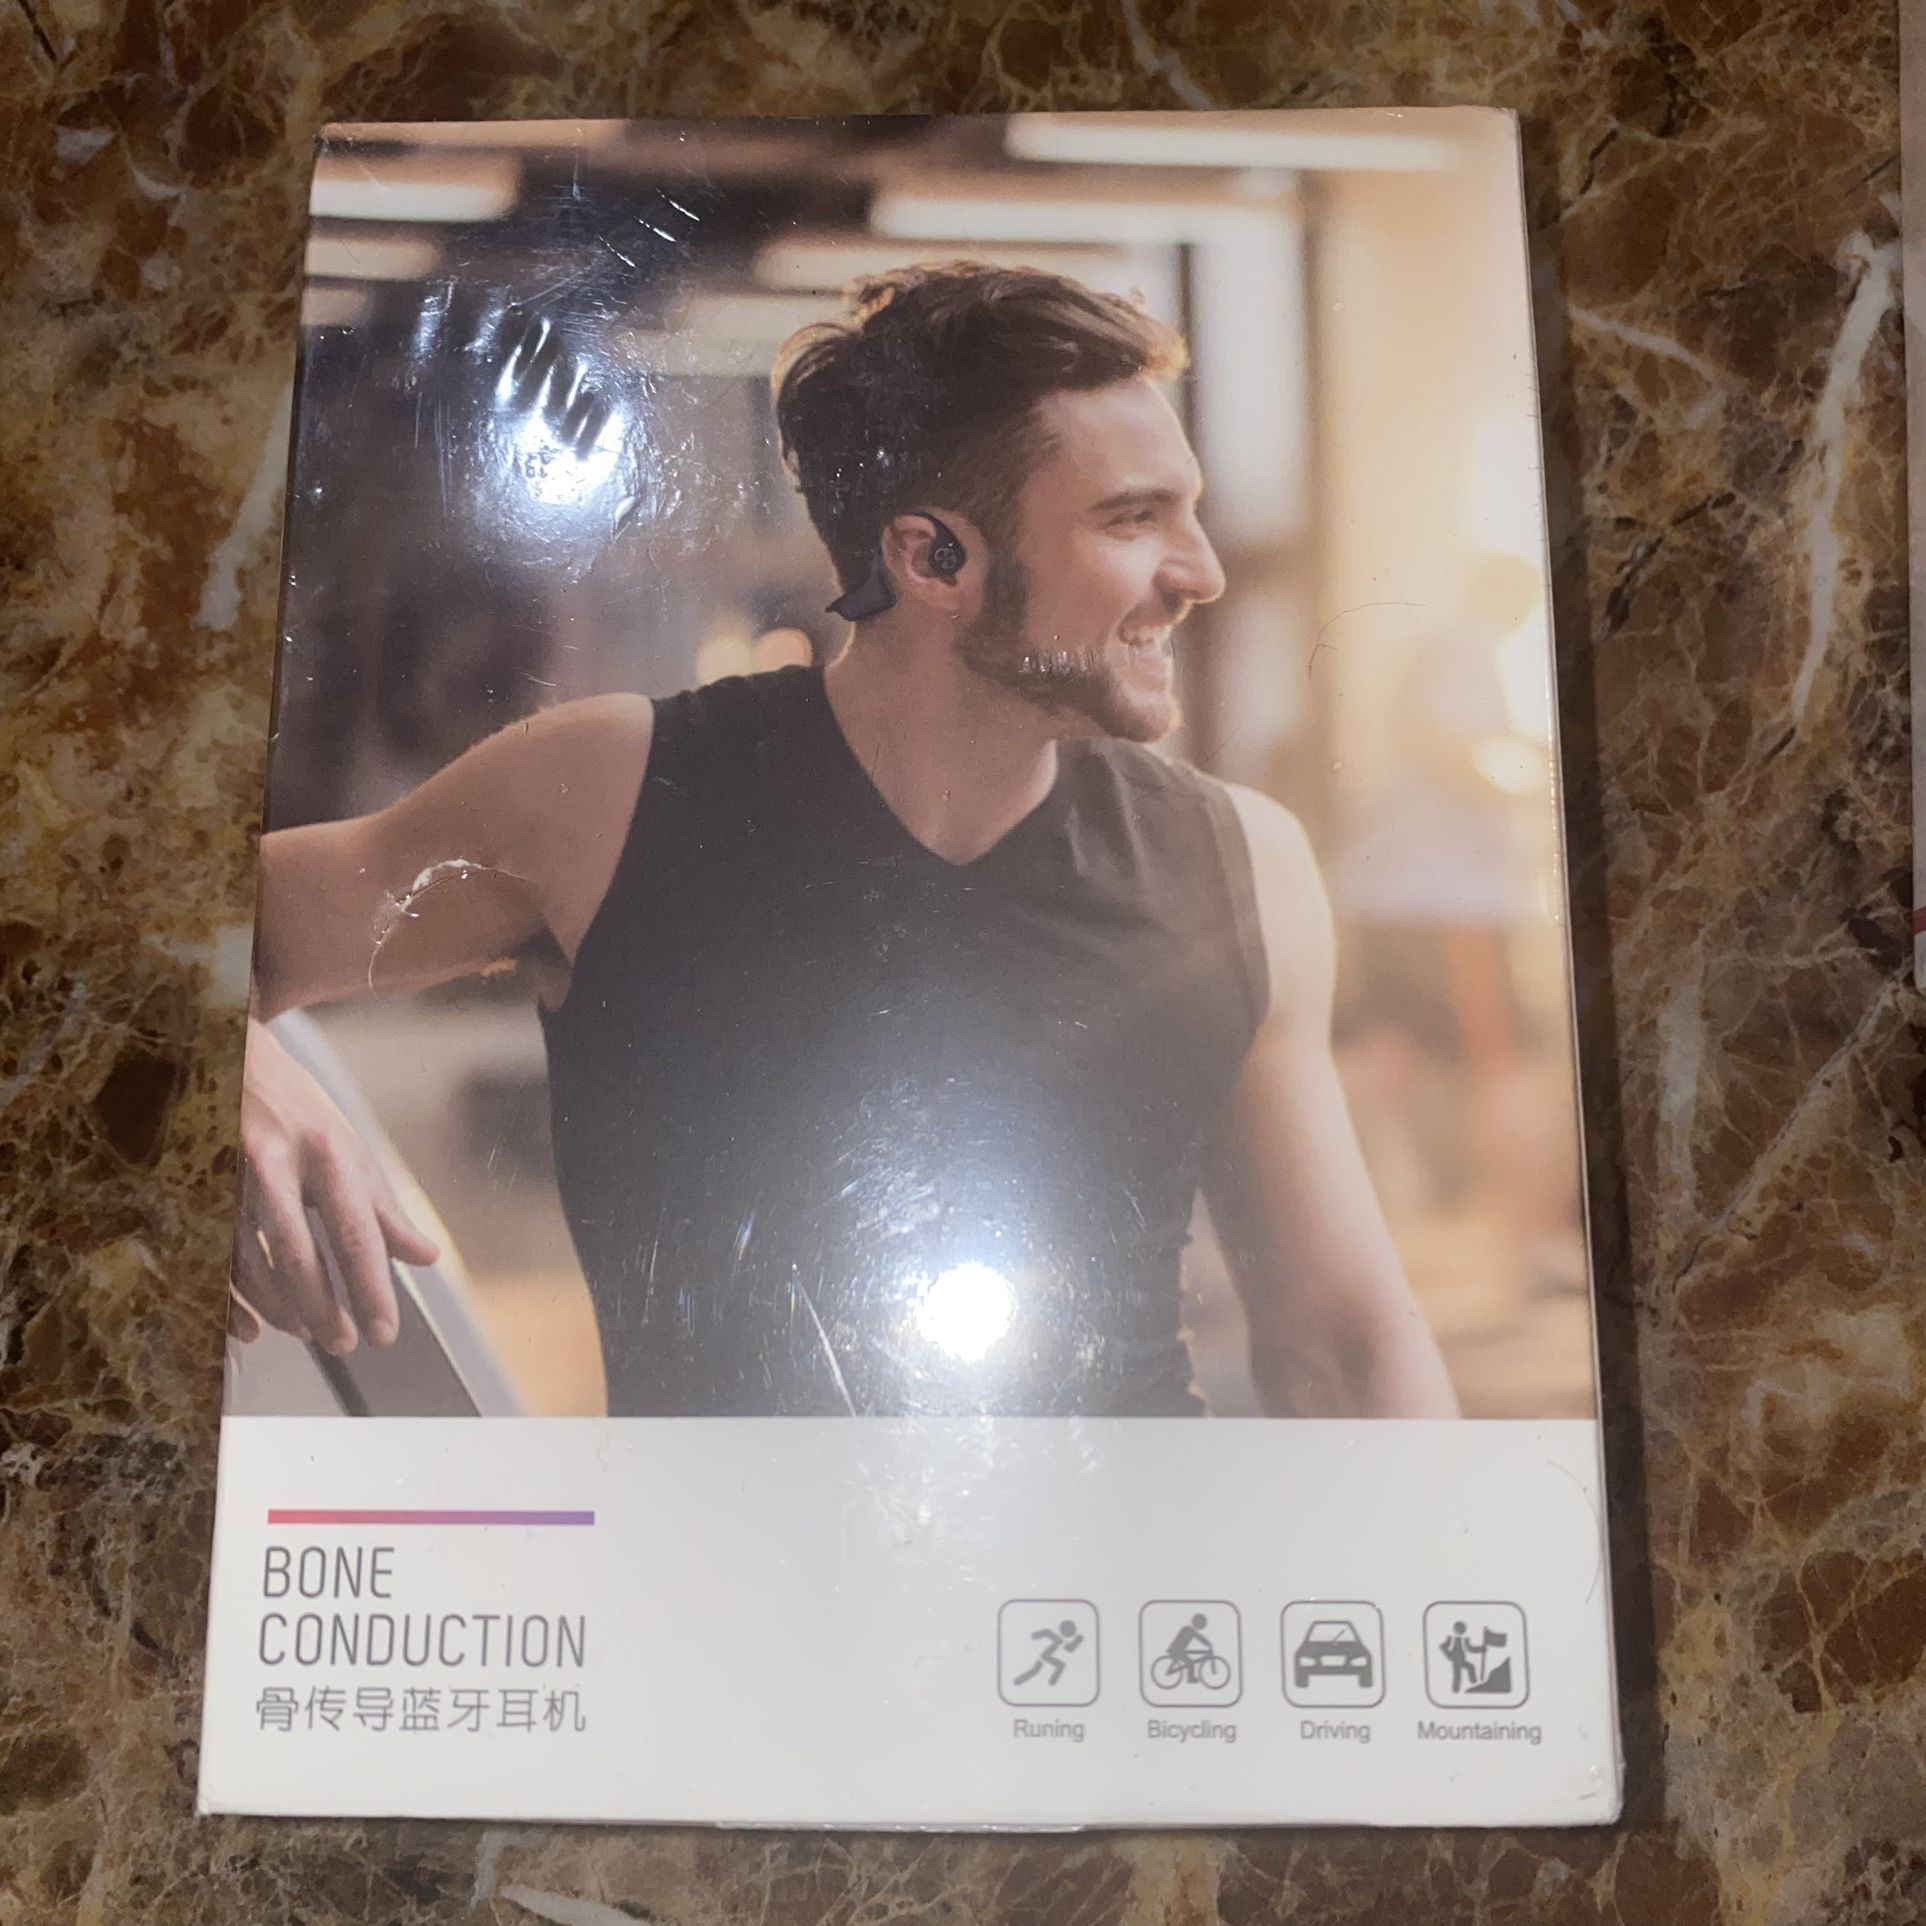 BONE
CONDUCTION
骨传导蓝牙耳机
Runing
Bicycling
Driving
Mountaining